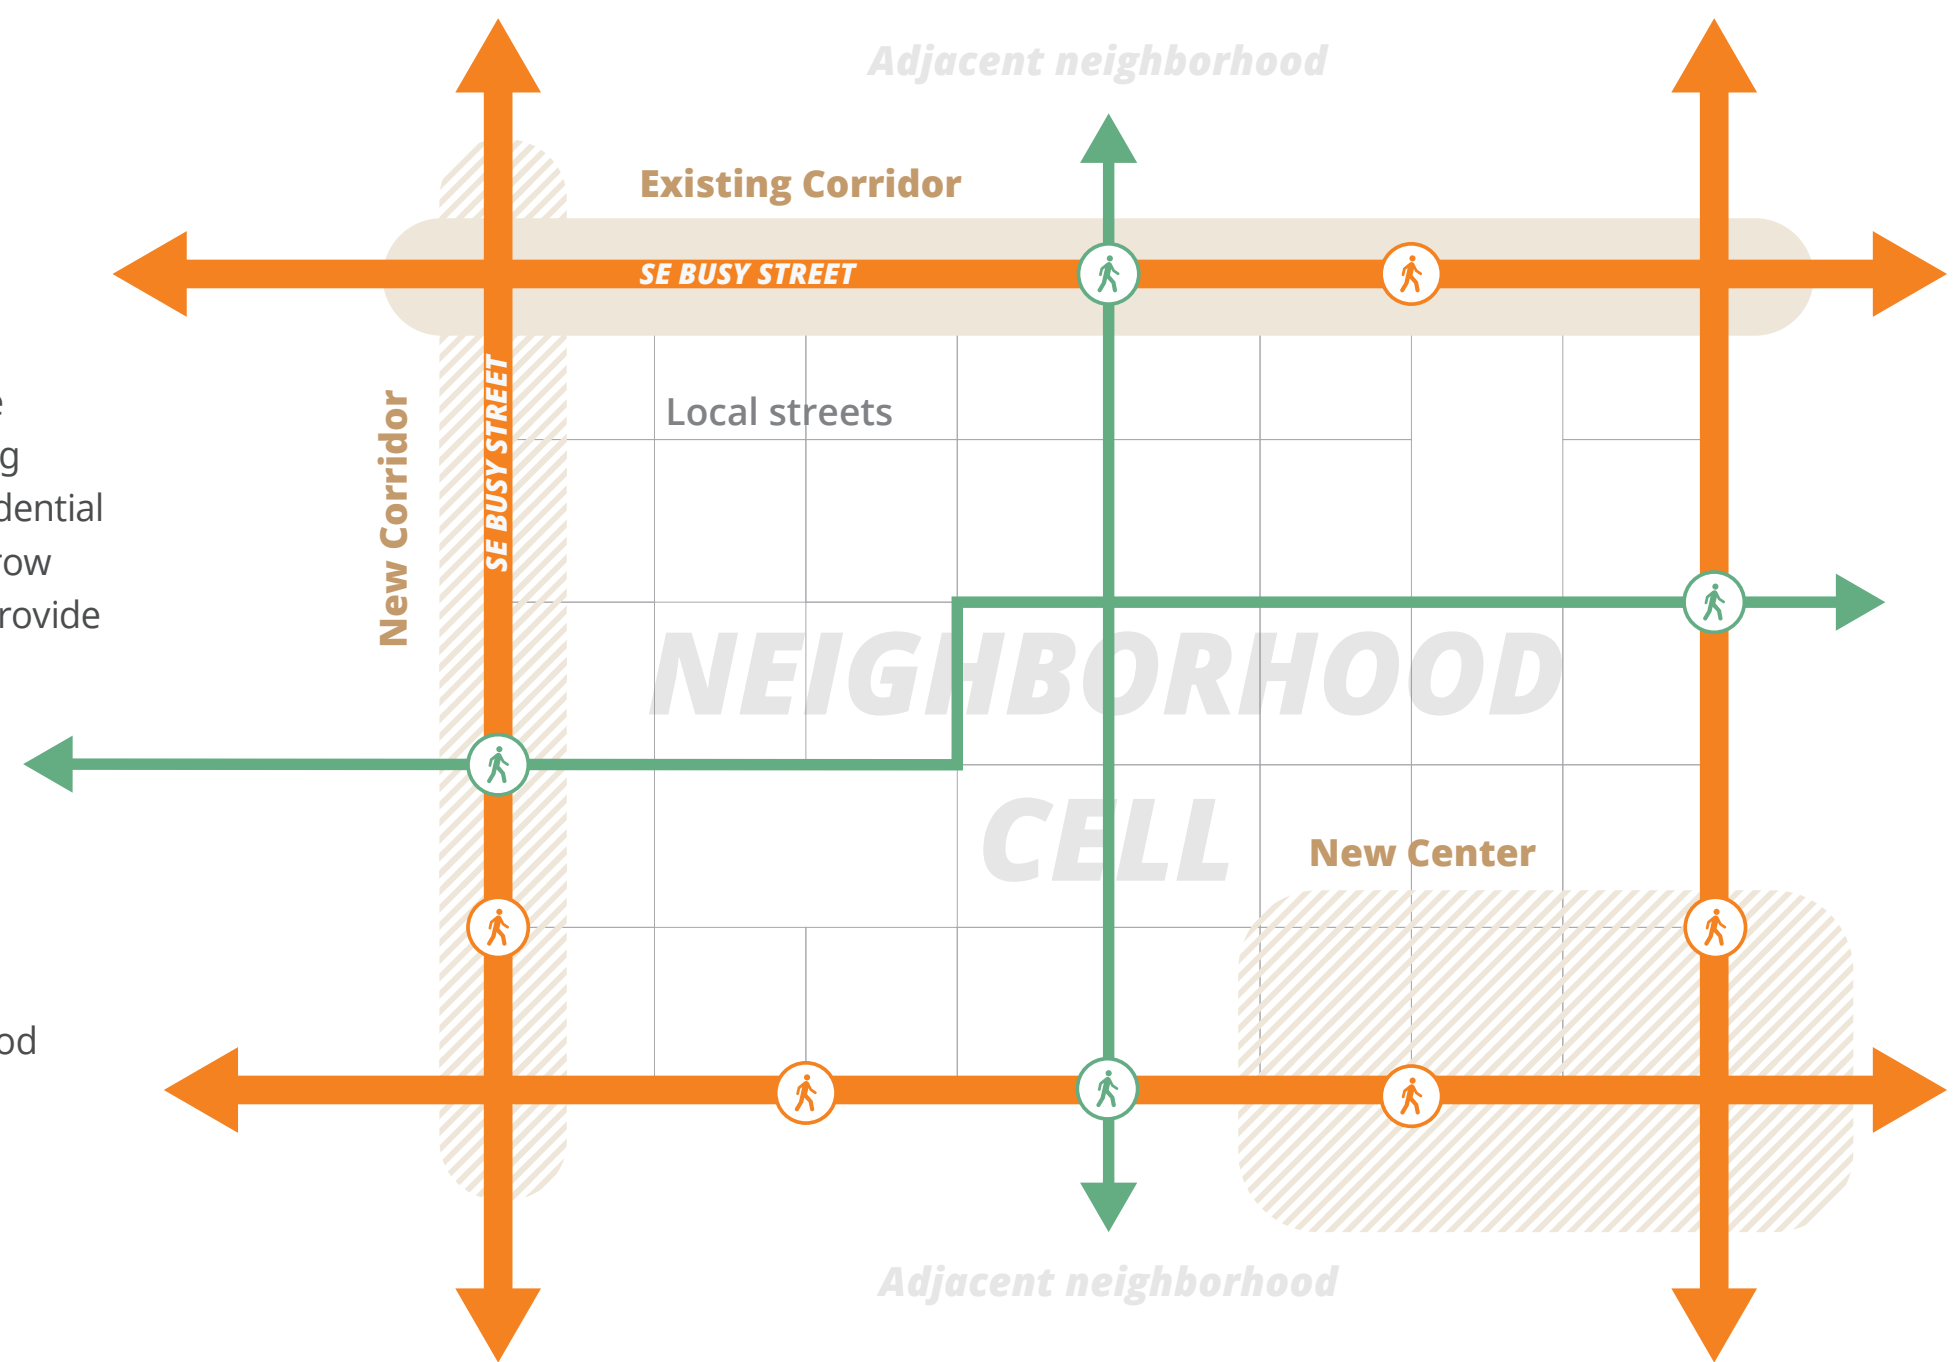 Adjacent neighborhood
Existing Corridor
SE BUSY STREET
New Corridor
SE BUSY STREET
Local streets
dential
NEIGHBORHOOD
CELL
New Center
Adjacent neighborhood
e
g
row
rovide
od